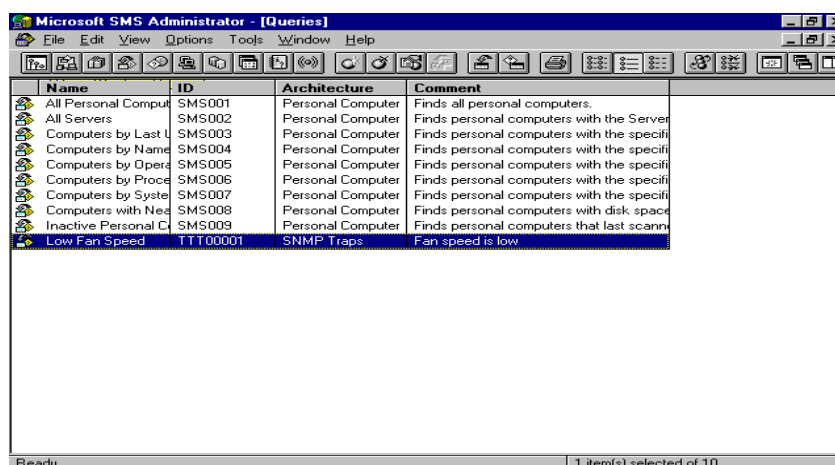 Microsoft SMS Administrator - [Queries]
File Edit View Options Tools Window Help
Name ID Architecture Comment
All Personal Comput SMS001 Personal Computer Finds all personal computers.
All Servers SMS002 Personal Computer Finds personal computers with the Server
Computers by Last U SMS003 Personal Computer Finds personal computers with the specifi
Computers by Name SMS004 Personal Computer Finds personal computers with the specifi
Computers by Opera SMS005 Personal Computer Finds personal computers with the specifi
Computers by Proce SMS006 Personal Computer Finds personal computers with the specifi
Computers by Syste SMS007 Personal Computer Finds personal computers with the specifi
Computers with Nea SMS008 Personal Computer Finds personal computers with disk space
Inactive Personal C SMS009 Personal Computer Finds personal computers that last scann
Low Fan Speed TTT00001 SNMP Traps Fan speed is low
Ready 1 item(s) selected of 10